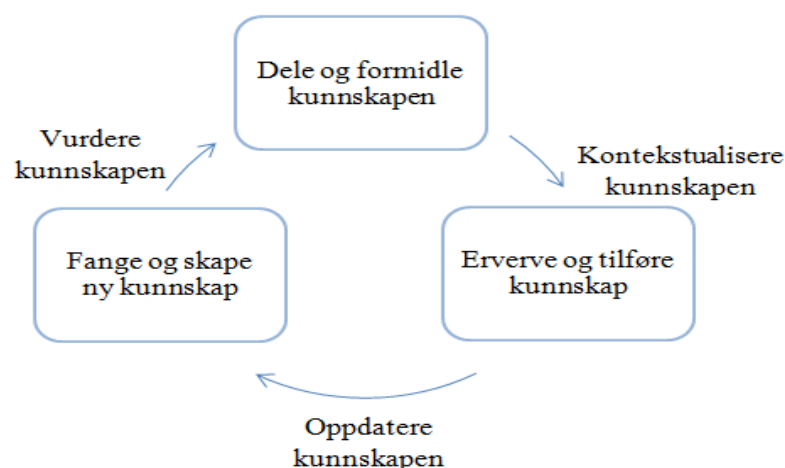 Dele og formidle
kunnskapen
Vurdere
kunnskapen
Kontekstualisere
kunnskapen
Fange og skape
ny kunnskap
Erverve og tilføre
kunnskap
Oppdatere
kunnskapen